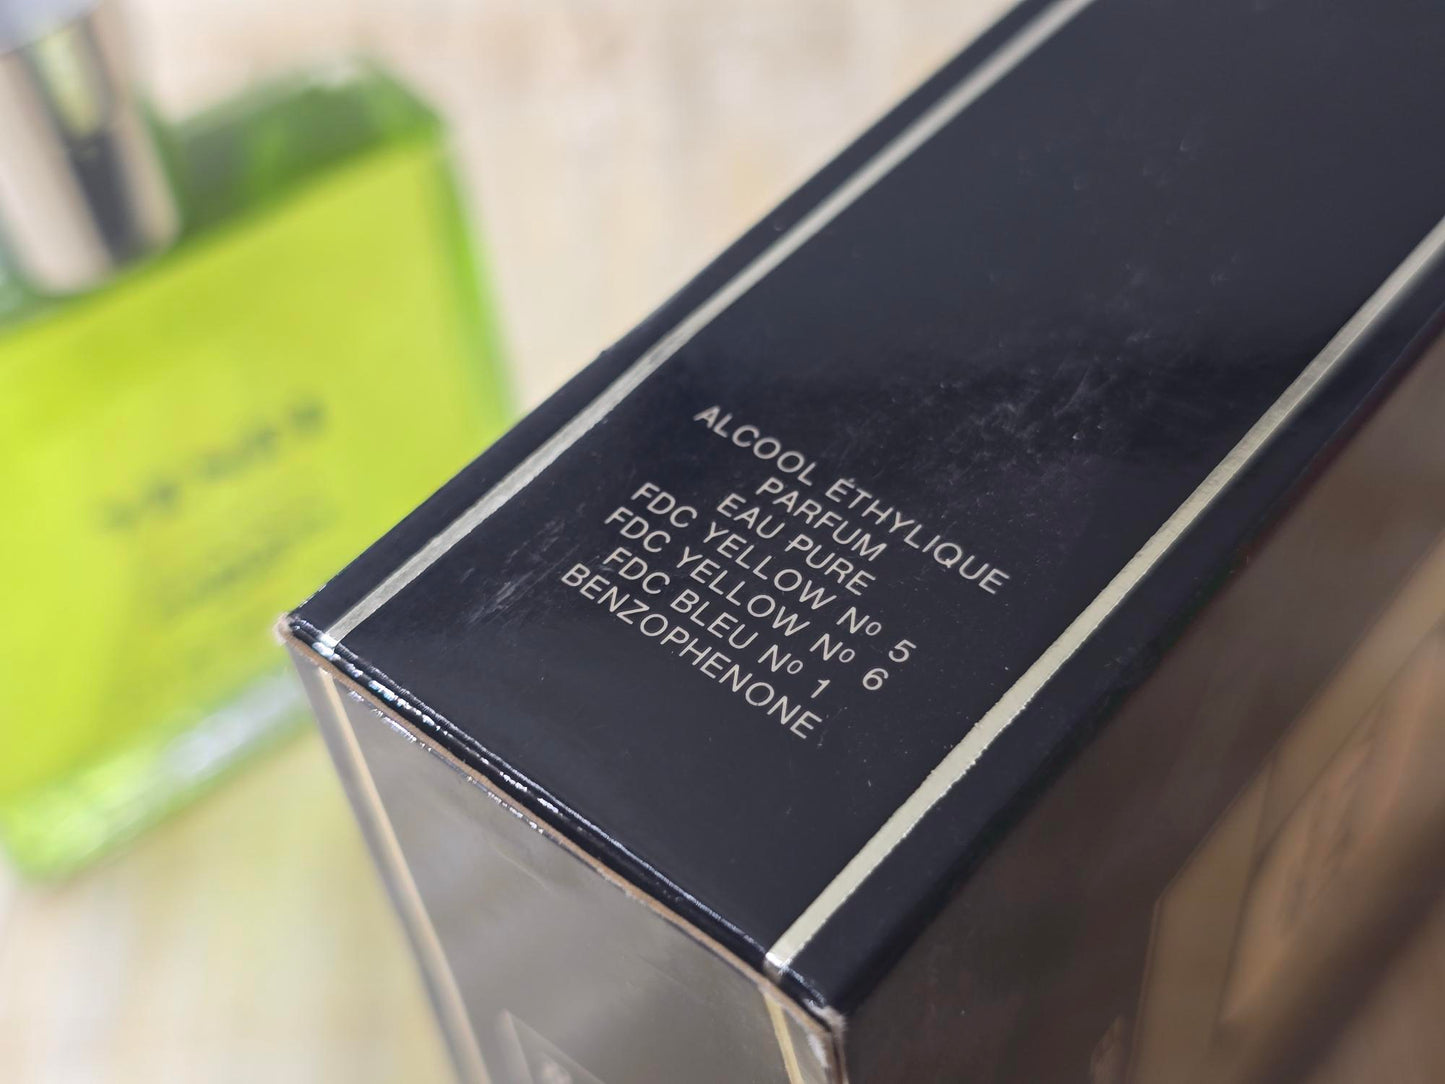 ALCOOL ÉTHYLIQUE
PARFUM
EAU PURE
FDC YELLOW Nº 5
FDC YELLOW Nº 6
FDC BLEU Nº 1
BENZOPHENONE